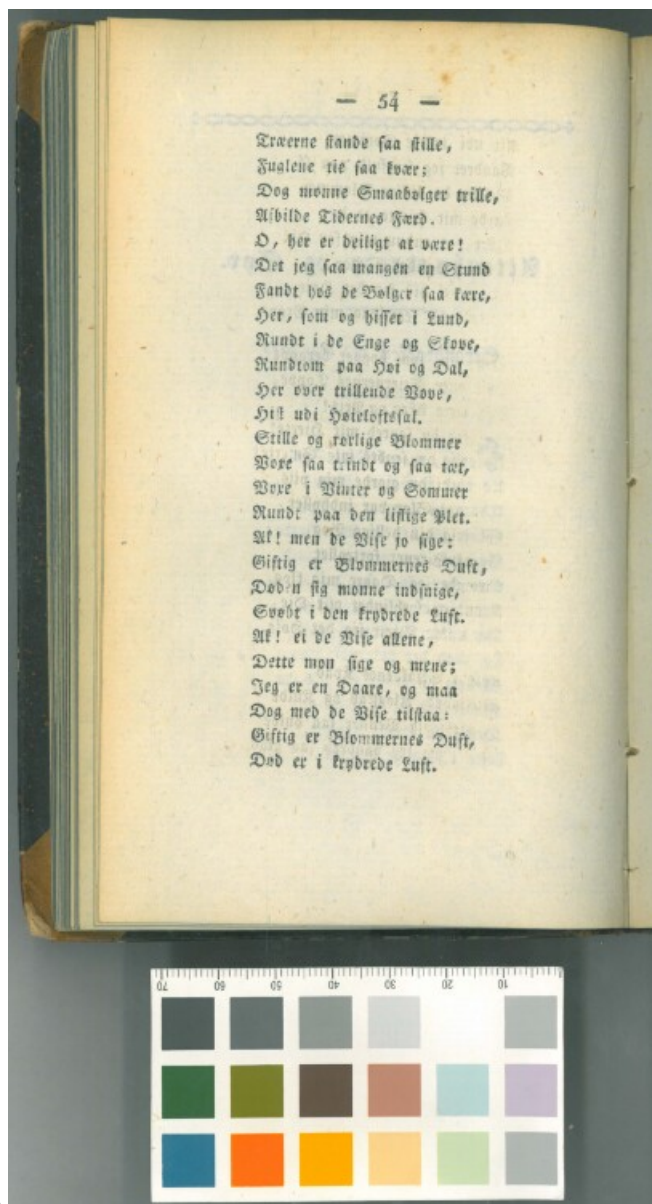 — 54 —
Træerne stande saa stille,
Fuglene tie saa kvær;
Dog monne Smaabølger trille,
Afbilde Tidernes Færd.
O, her er deiligt at være!
Det jeg saa mangen en Stund
Fandt hos de Bølger saa kære,
Her, som og hisset i Lund,
Rundt i de Enge og Skove,
Rundtom paa Høi og Dal,
Her over trillende Vove,
Hist udi Høieloftssal.
Stille og rørlige Blommer
Voxe saa trindt og saa tæt,
Voxe i Vinter og Sommer
Rundt paa den liflige Plet.
Ak! men de Vise jo sige:
Giftig er Blommernes Duft,
Død n sig monne indsnige,
Svøbt i den krydrede Luft.
Ak! ei de Vise allene,
Dette mon sige og mene;
Jeg er en Daare, og maa
Dog med de Vise tilstaa:
Giftig er Blommernes Duft,
Død er i krydrede Luft.
70 60 50 40 30 20 10